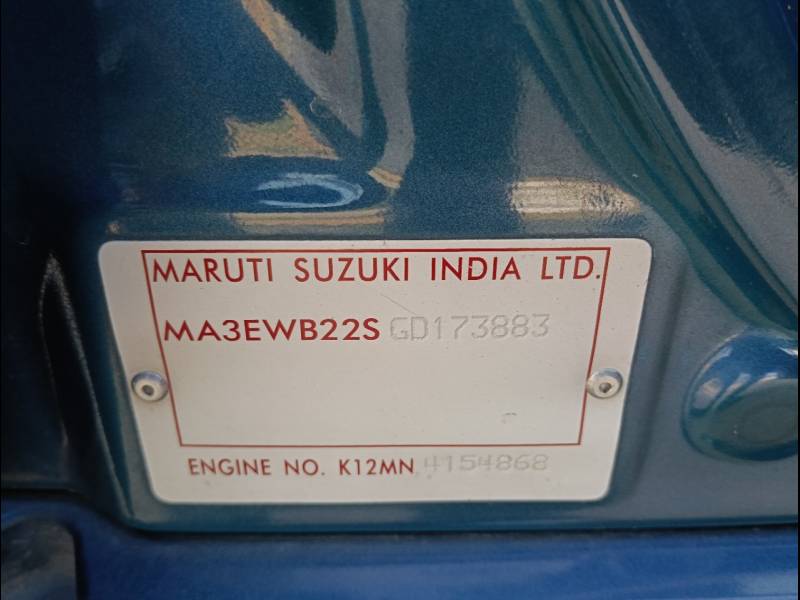 MARUTI SUZUKI INDIA LTD.
MA3EWB22S GD173883
ENGINE NO. K12MN 4154868